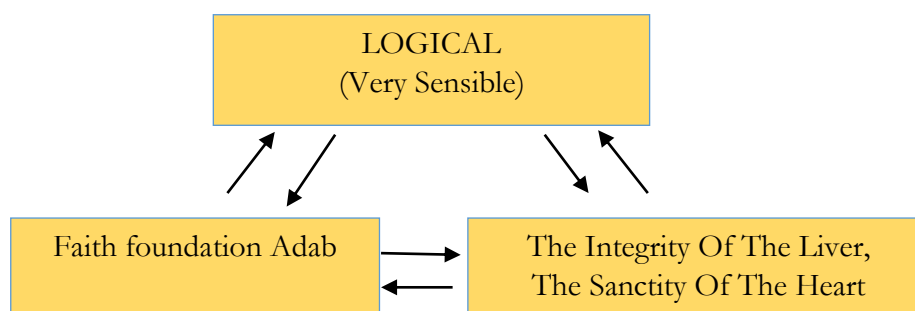 LOGICAL
(Very Sensible)
Faith foundation Adab
The Integrity Of The Liver,
The Sanctity Of The Heart